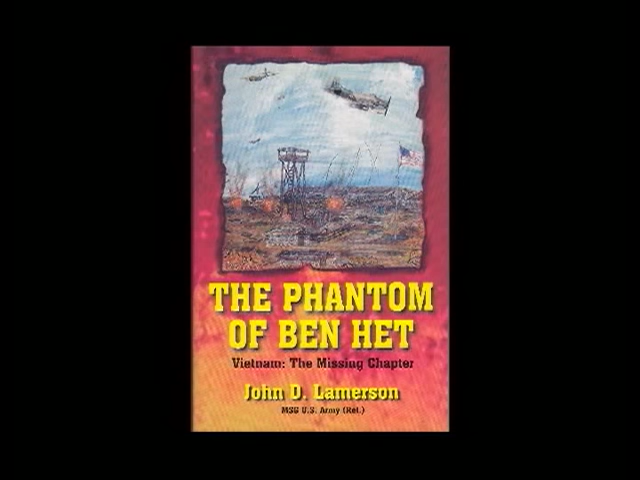 THE PHANTOM
OF BEN HET
Vietnam: The Missing Chapter
John D. Lamerson
MSG U.S. Army (Ret.)